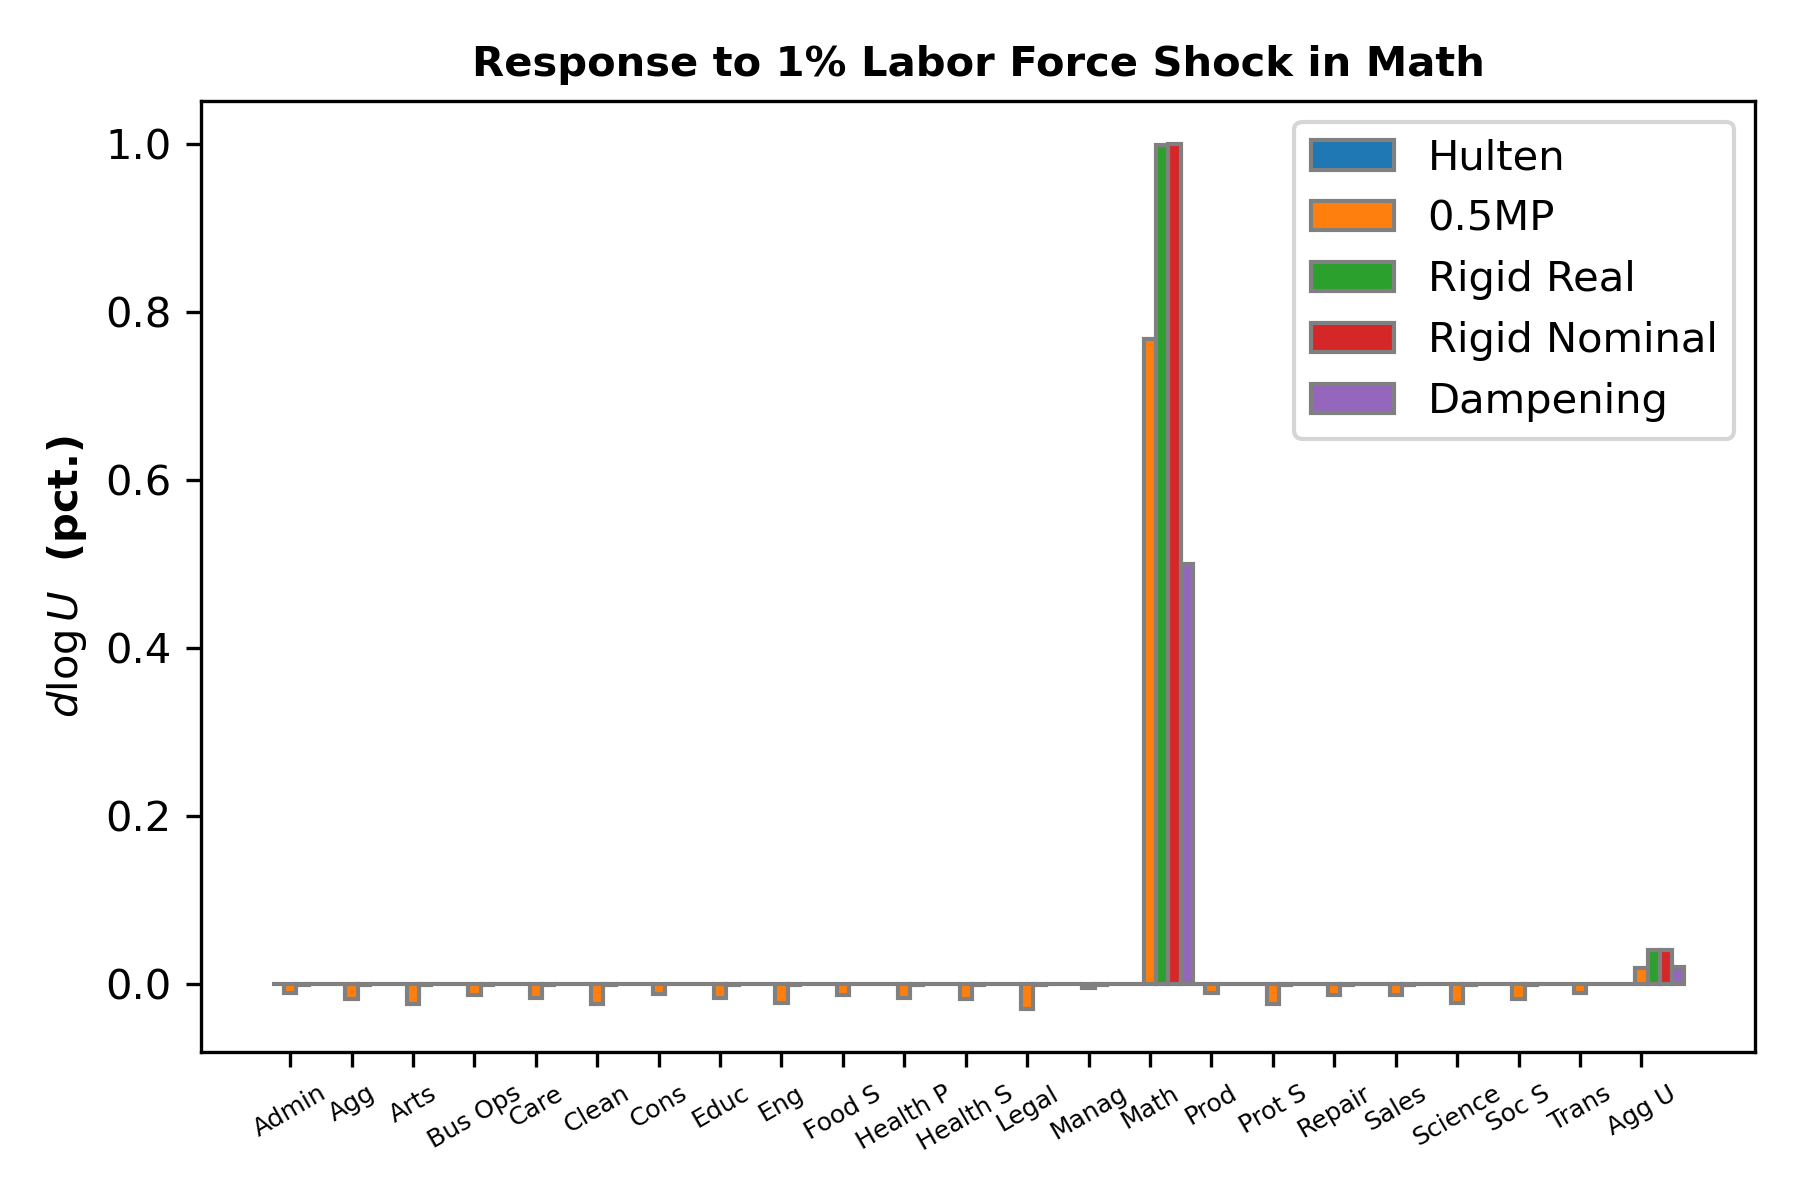 Response to 1% Labor Force Shock in Math
d log U (pct.)
1.0
0.8
0.6
0.4
0.2
0.0
Hulten
0.5MP
Rigid Real
Rigid Nominal
Dampening
Admin
Agg
Arts
Bus Ops
Care
Clean
Cons
Educ
Eng
Food S
Health P
Health S
Legal
Manag
Math
Prod
Prot S
Repair
Sales
Science
Soc S
Trans
Agg U